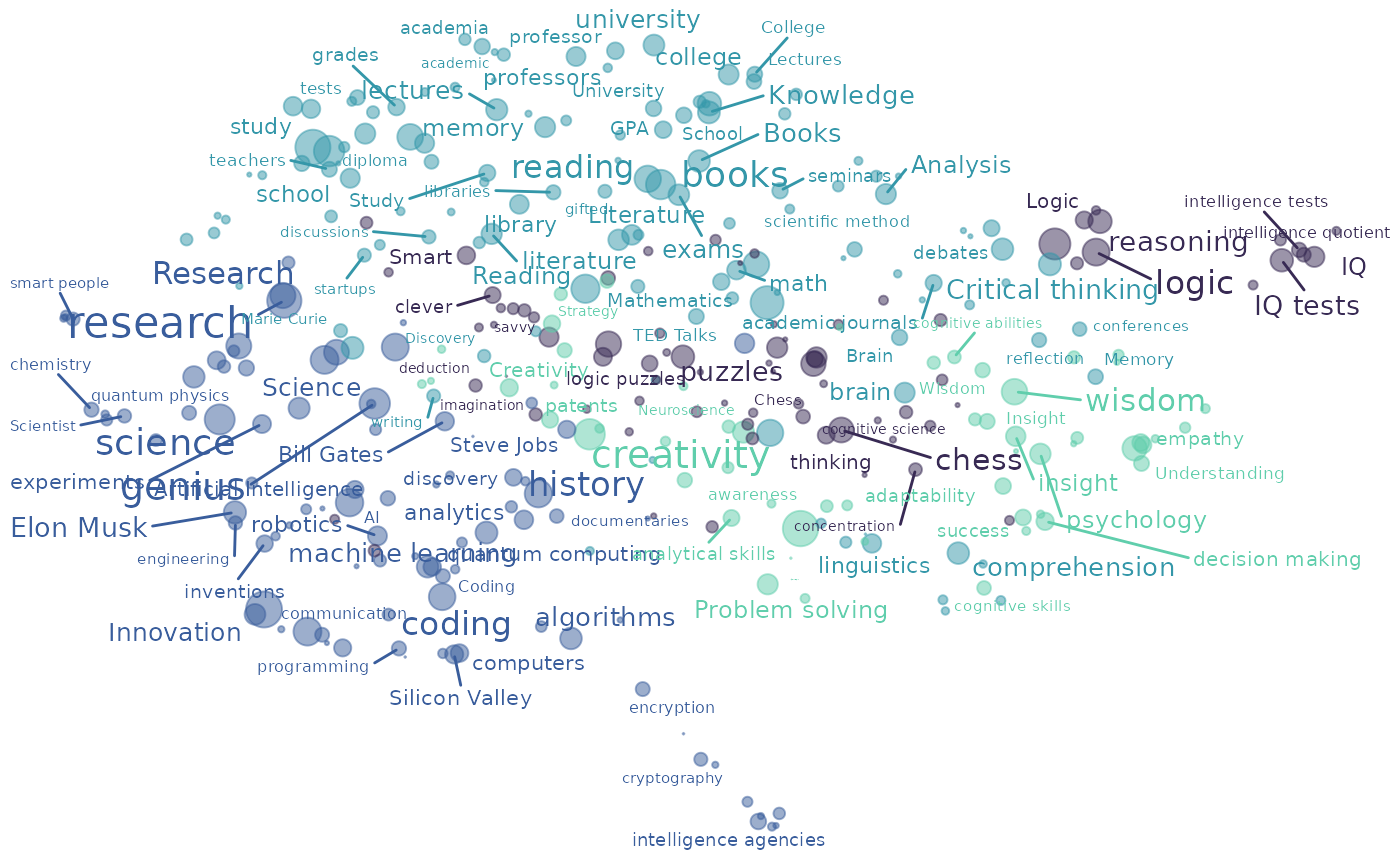 university
academia
professor
College
grades
academic
college
Lectures
tests
lectures
professors
University
Knowledge
study
memory
GPA
School
Books
teachers
diploma
reading
books
seminars
Analysis
school
Study
libraries
gifted
Literature
scientific method
Logic
intelligence tests
discussions
library
exams
debates
reasoning
intelligence quotient
Smart
literature
IQ
Research
Reading
math
Critical thinking
logic
smart people
startups
clever
Mathematics
IQ tests
research
Marie Curie
Strategy
savvy
academic journals
cognitive abilities
conferences
Discovery
TED Talks
Brain
reflection
Memory
chemistry
deduction
Creativity
logic puzzles
puzzles
quantum physics
Science
imagination
patents
Neuroscience
Chess
brain
Wisdom
wisdom
Scientist
writing
Insight
science
Bill Gates
Steve Jobs
creativity
cognitive science
empathy
experiments
genius
Artificial intelligence
discovery
history
thinking
chess
Understanding
insight
awareness
adaptability
Elon Musk
robotics
AI
analytics
documentaries
concentration
success
psychology
engineering
machine learning
quantum computing
analytical skills
linguistics
comprehension
decision making
inventions
Coding
communication
Problem solving
cognitive skills
Innovation
coding
algorithms
programming
computers
Silicon Valley
encryption
cryptography
intelligence agencies